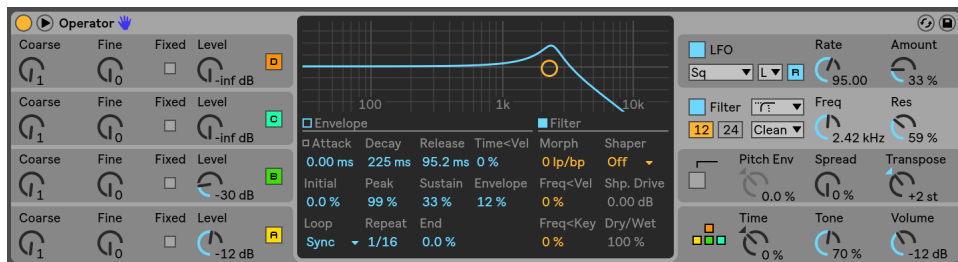 Operator
Coarse Fine Fixed Level
1 0 -inf dB D
Coarse Fine Fixed Level
1 0 -inf dB C
Coarse Fine Fixed Level
1 0 -30 dB B
Coarse Fine Fixed Level
1 0 -12 dB A
100 1k 10k
Envelope Filter
Attack Decay Release Time<Vel Morph Shaper
0.00 ms 225 ms 95.2 ms 0 % 0 lp/bp Off
Initial Peak Sustain Envelope Freq<Vel Shp. Drive
0.0 % 99 % 33 % 12 % 0 % 0.00 dB
Loop Repeat End Freq<Key Dry/Wet
Sync 1/16 0.0 % 0 % 100 %
LFO Rate Amount
Sq L R 95.00 33 %
Filter Freq Res
12 24 Clean 2.42 kHz 59 %
Pitch Env Spread Transpose
0.0 % 0 % +2 st
Time Tone Volume
0 % 70 % -12 dB